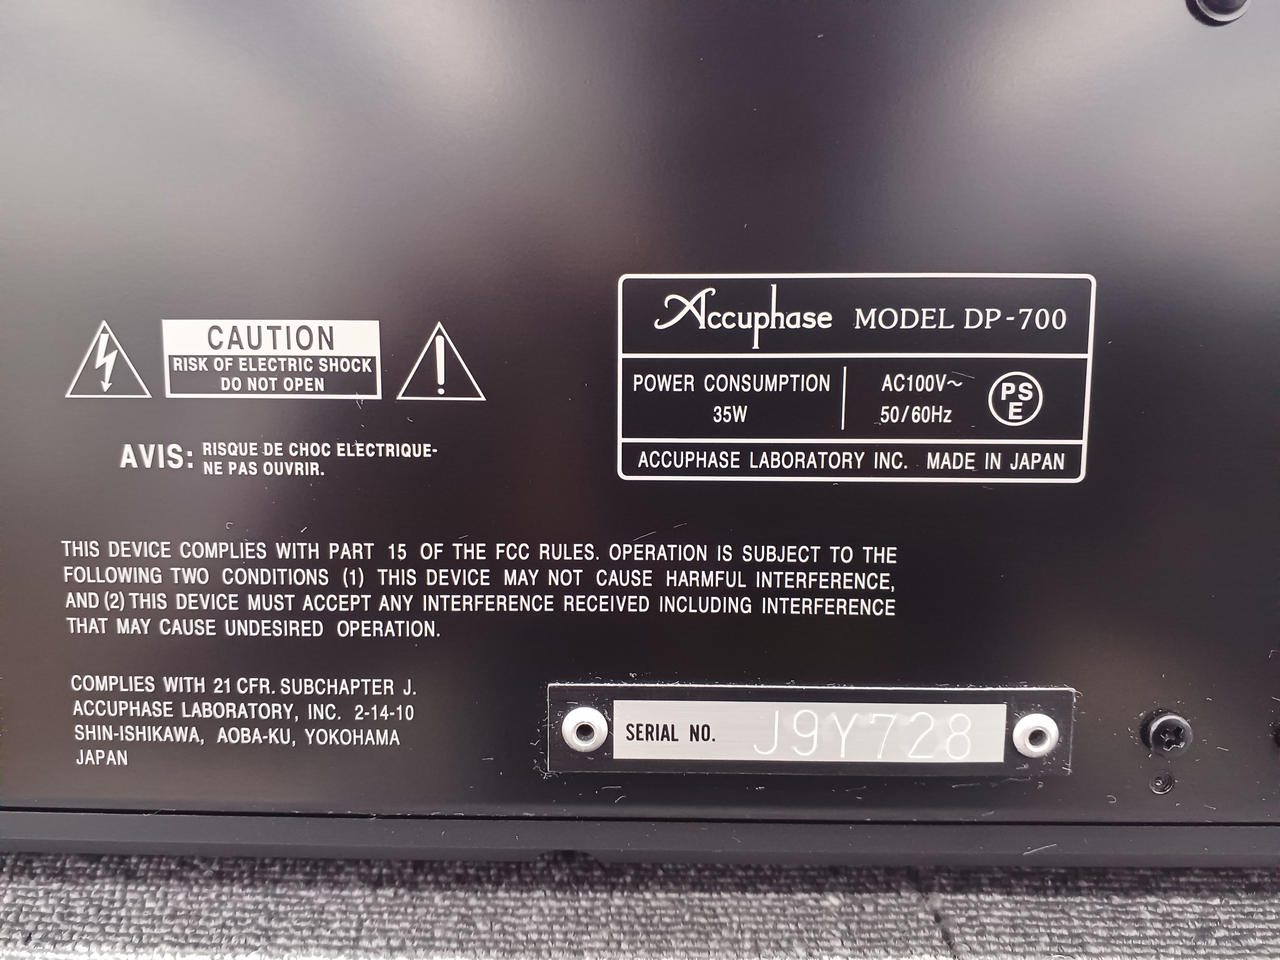 CAUTION
RISK OF ELECTRIC SHOCK
DO NOT OPEN
AVIS: RISQUE DE CHOC ELECTRIQUE-
NE PAS OUVRIR.
Accuphase MODEL DP-700
POWER CONSUMPTION
35W
AC100V~
50/60Hz
PS
E
ACCUPHASE LABORATORY INC. MADE IN JAPAN
THIS DEVICE COMPLIES WITH PART 15 OF THE FCC RULES. OPERATION IS SUBJECT TO THE
FOLLOWING TWO CONDITIONS (1) THIS DEVICE MAY NOT CAUSE HARMFUL INTERFERENCE,
AND (2) THIS DEVICE MUST ACCEPT ANY INTERFERENCE RECEIVED INCLUDING INTERFERENCE
THAT MAY CAUSE UNDESIRED OPERATION.
COMPLIES WITH 21 CFR. SUBCHAPTER J.
ACCUPHASE LABORATORY, INC. 2-14-10
SHIN-ISHIKAWA, AOBA-KU, YOKOHAMA
JAPAN
SERIAL NO. J9Y728